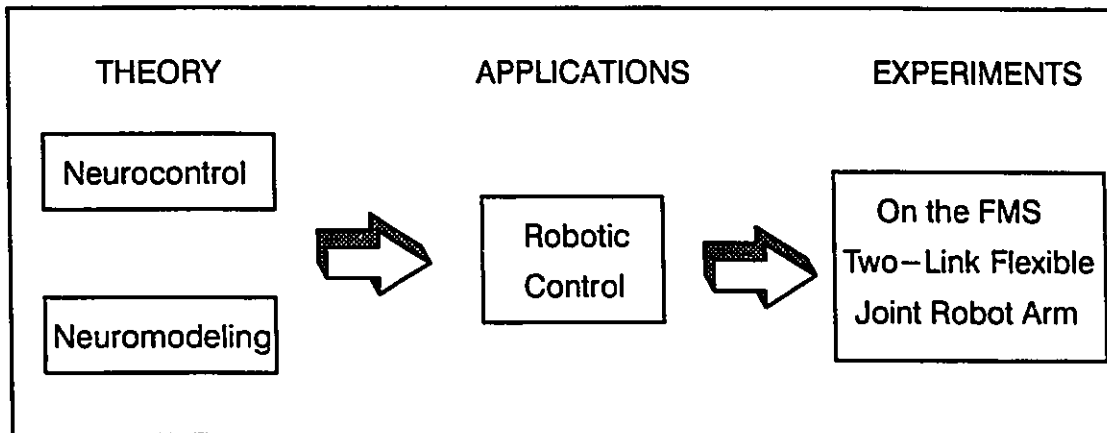 THEORY
Neurocontrol
Neuromodeling
APPLICATIONS
Robotic
Control
EXPERIMENTS
On the FMS
Two-Link Flexible
Joint Robot Arm